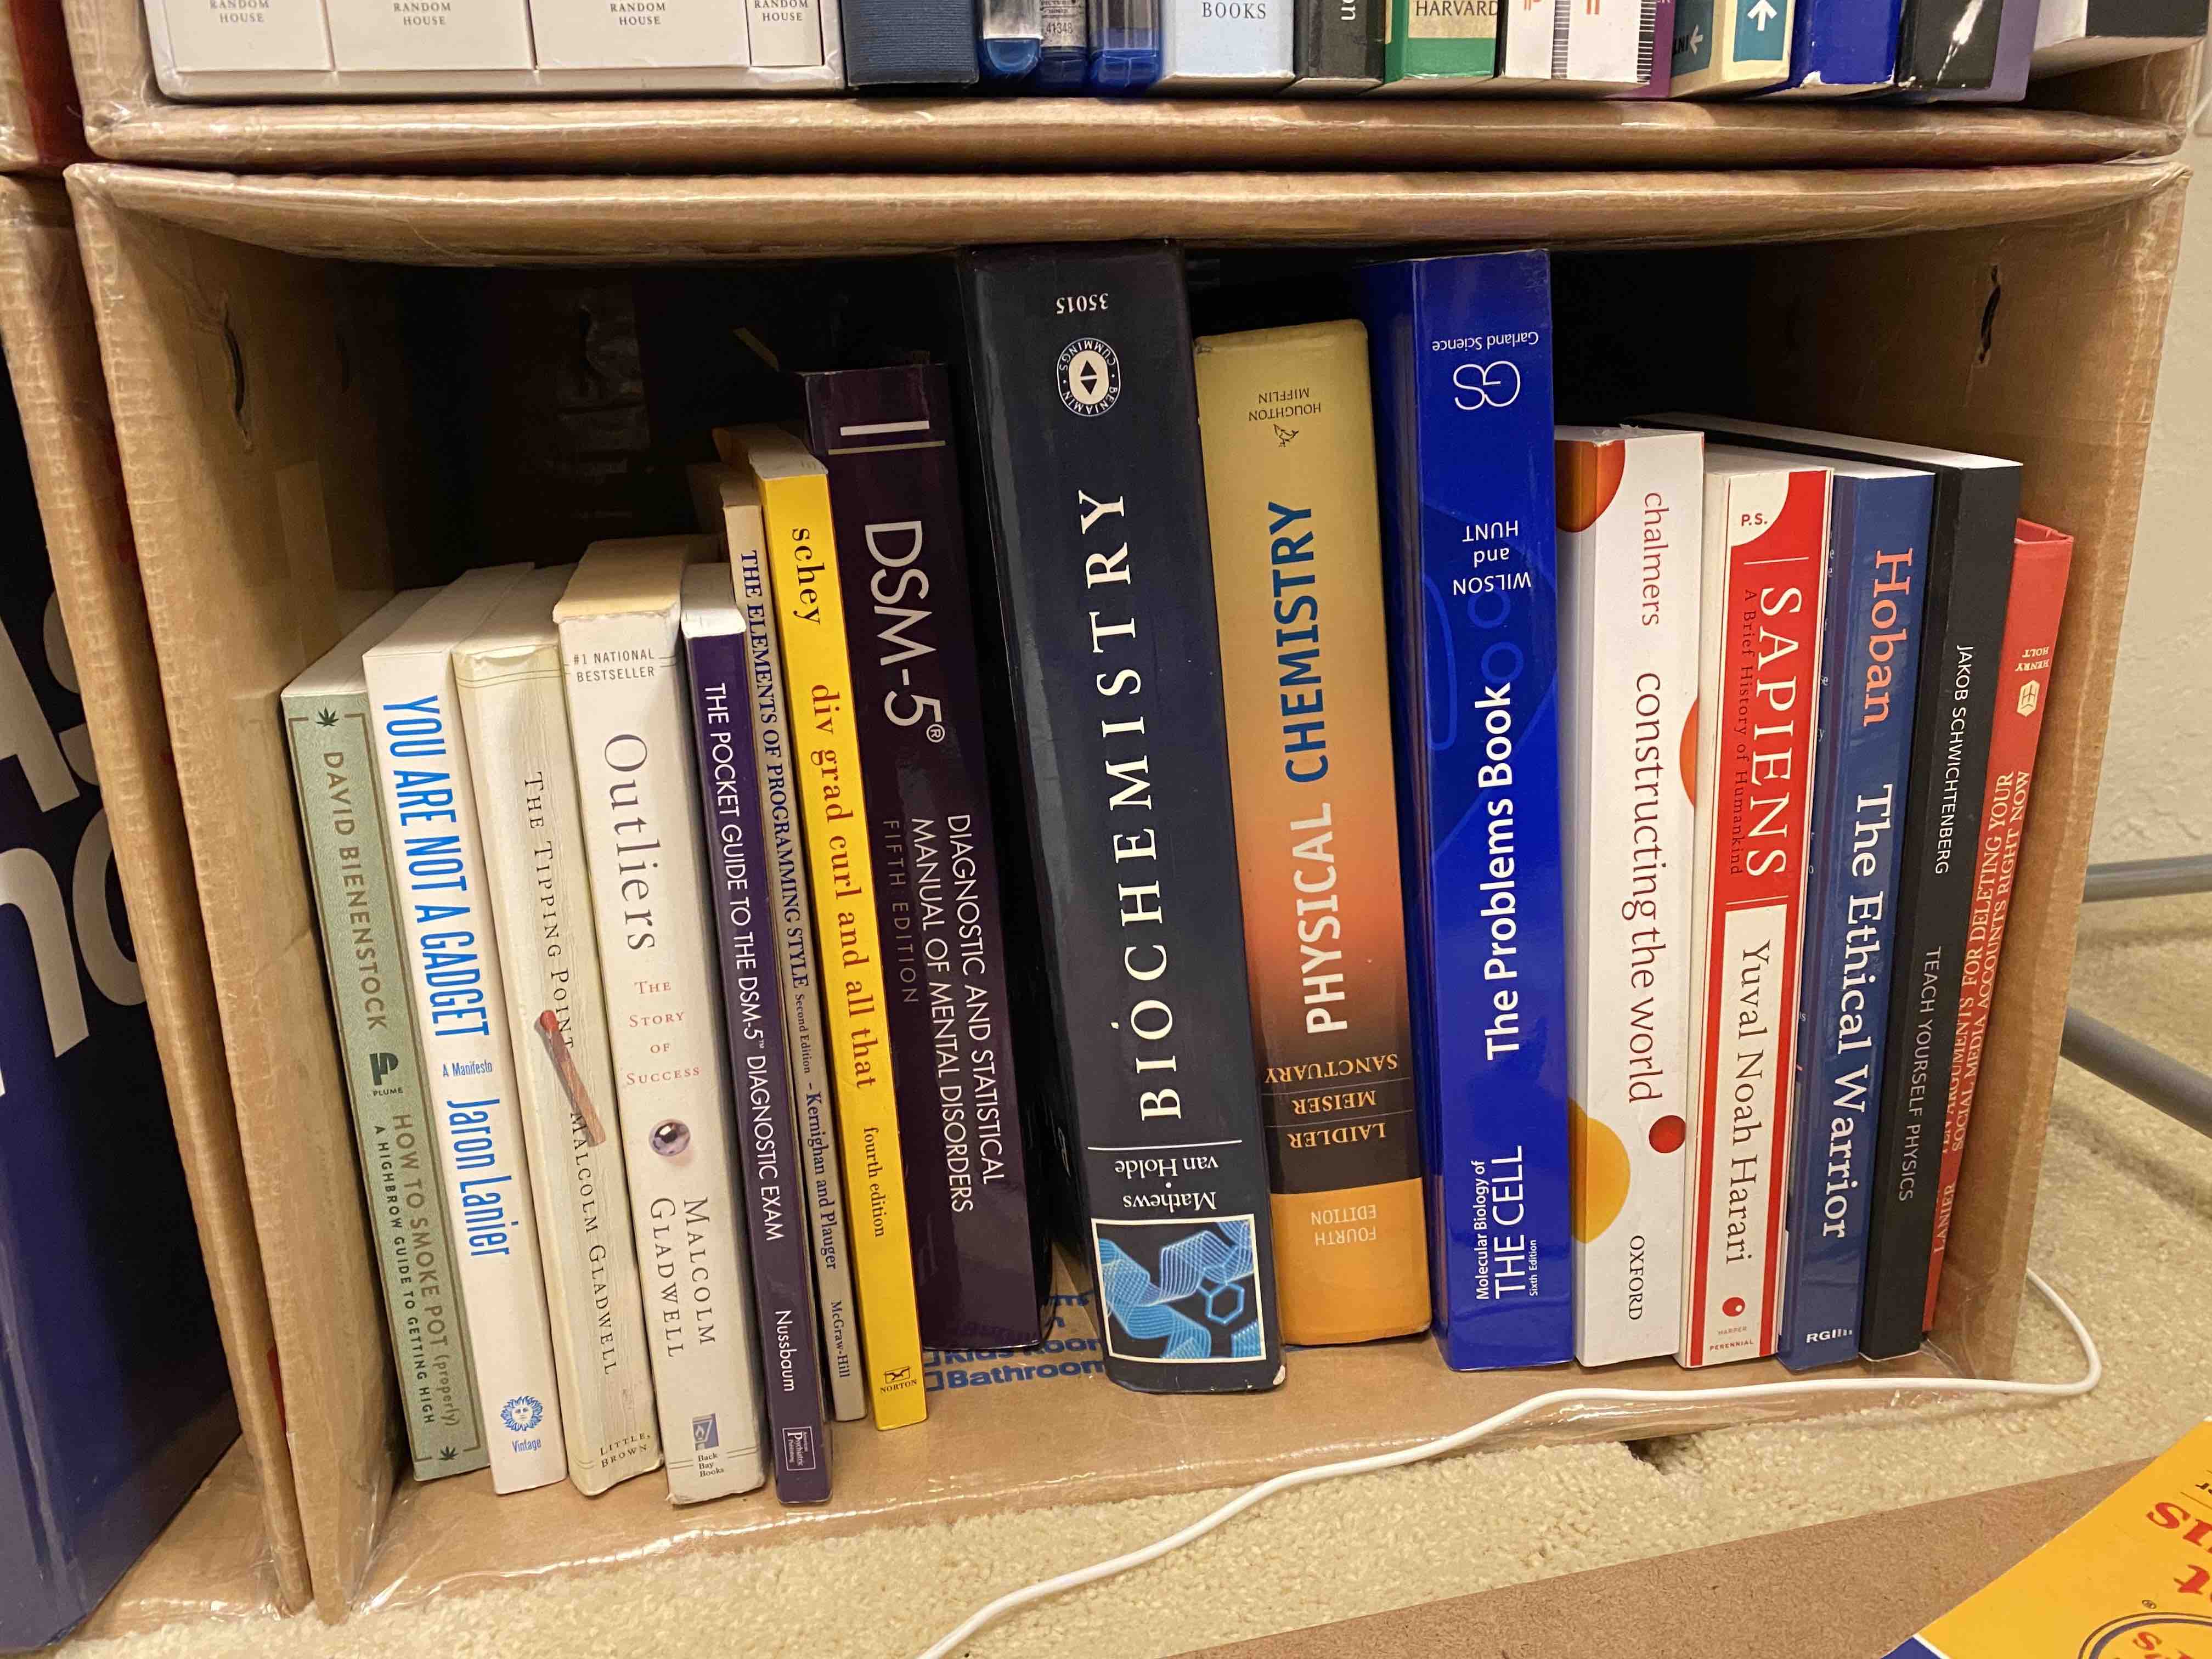 RANDOM
HOUSE
RANDOM
HOUSE
RANDOM
HOUSE
RANDOM
HOUSE
41348
BOOKS
on
HARVARD
DAVID BIENENSTOCK
PLUME
HOW TO SMOKE POT (properly)
A HIGHBROW GUIDE TO GETTING HIGH
YOU ARE NOT A GADGET
A Manifesto
Jaron Lanier
Vintage
THE TIPPING POINT
MALCOLM GLADWELL
LITTLE,
BROWN
#1 NATIONAL
BESTSELLER
Outliers
THE
STORY
OF
SUCCESS
MALCOLM
GLADWELL
Back
Bay
Books
THE POCKET GUIDE TO THE DSM-5™ DIAGNOSTIC EXAM
Nussbaum
THE ELEMENTS OF PROGRAMMING STYLE Second Edition - Kernighan and Plauger
McGraw-Hill
schey
div grad curl and all that
fourth edition
NORTON
DSM-5®
DIAGNOSTIC AND STATISTICAL
MANUAL OF MENTAL DISORDERS
FIFTH EDITION
35015
BENJAMIN CUMMINGS
BIOCHEMISTRY
Mathews
van Holde
Kids Room
Bathroom
HOUGHTON
MIFFLIN
PHYSICAL CHEMISTRY
LAIDLER
MEISER
SANCTUARY
FOURTH
EDITION
Garland Science
GS
WILSON
and
HUNT
The Problems Book
Molecular Biology of
THE CELL
Sixth Edition
chalmers
constructing the world
OXFORD
P.S.
SAPIENS
A Brief History of Humankind
Yuval Noah Harari
HARPER
PERENNIAL
Hoban
The Ethical Warrior
RGI
JAKOB SCHWICHTENBERG
TEACH YOURSELF PHYSICS
HENRY
HOLT
TEN ARGUMENTS FOR DELETING YOUR
SOCIAL MEDIA ACCOUNTS RIGHT NOW
LANIER